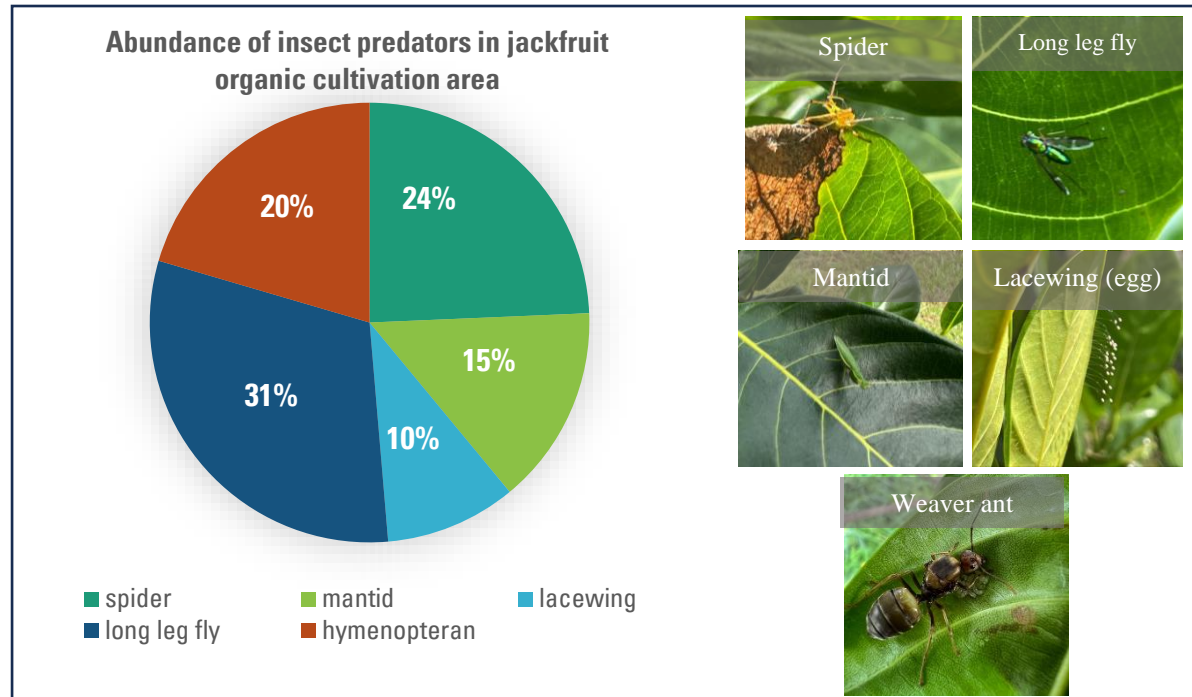 Abundance of insect predators in jackfruit
organic cultivation area
24%
15%
10%
31%
20%
spider
mantid
lacewing
long leg fly
hymenopteran
Spider
Long leg fly
Mantid
Lacewing (egg)
Weaver ant